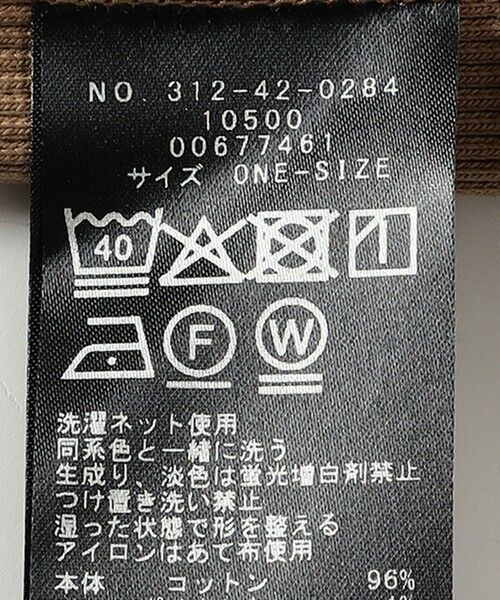 NO. 312-42-0284
10500
00677461
サイズ ONE-SIZE
40
F W
洗濯ネット使用
同系色と一緒に洗う
生成り、淡色は蛍光増白剤禁止
つけ置き洗い禁止
湿った状態で形を整える
アイロンはあて布使用
本体 コットン 96%